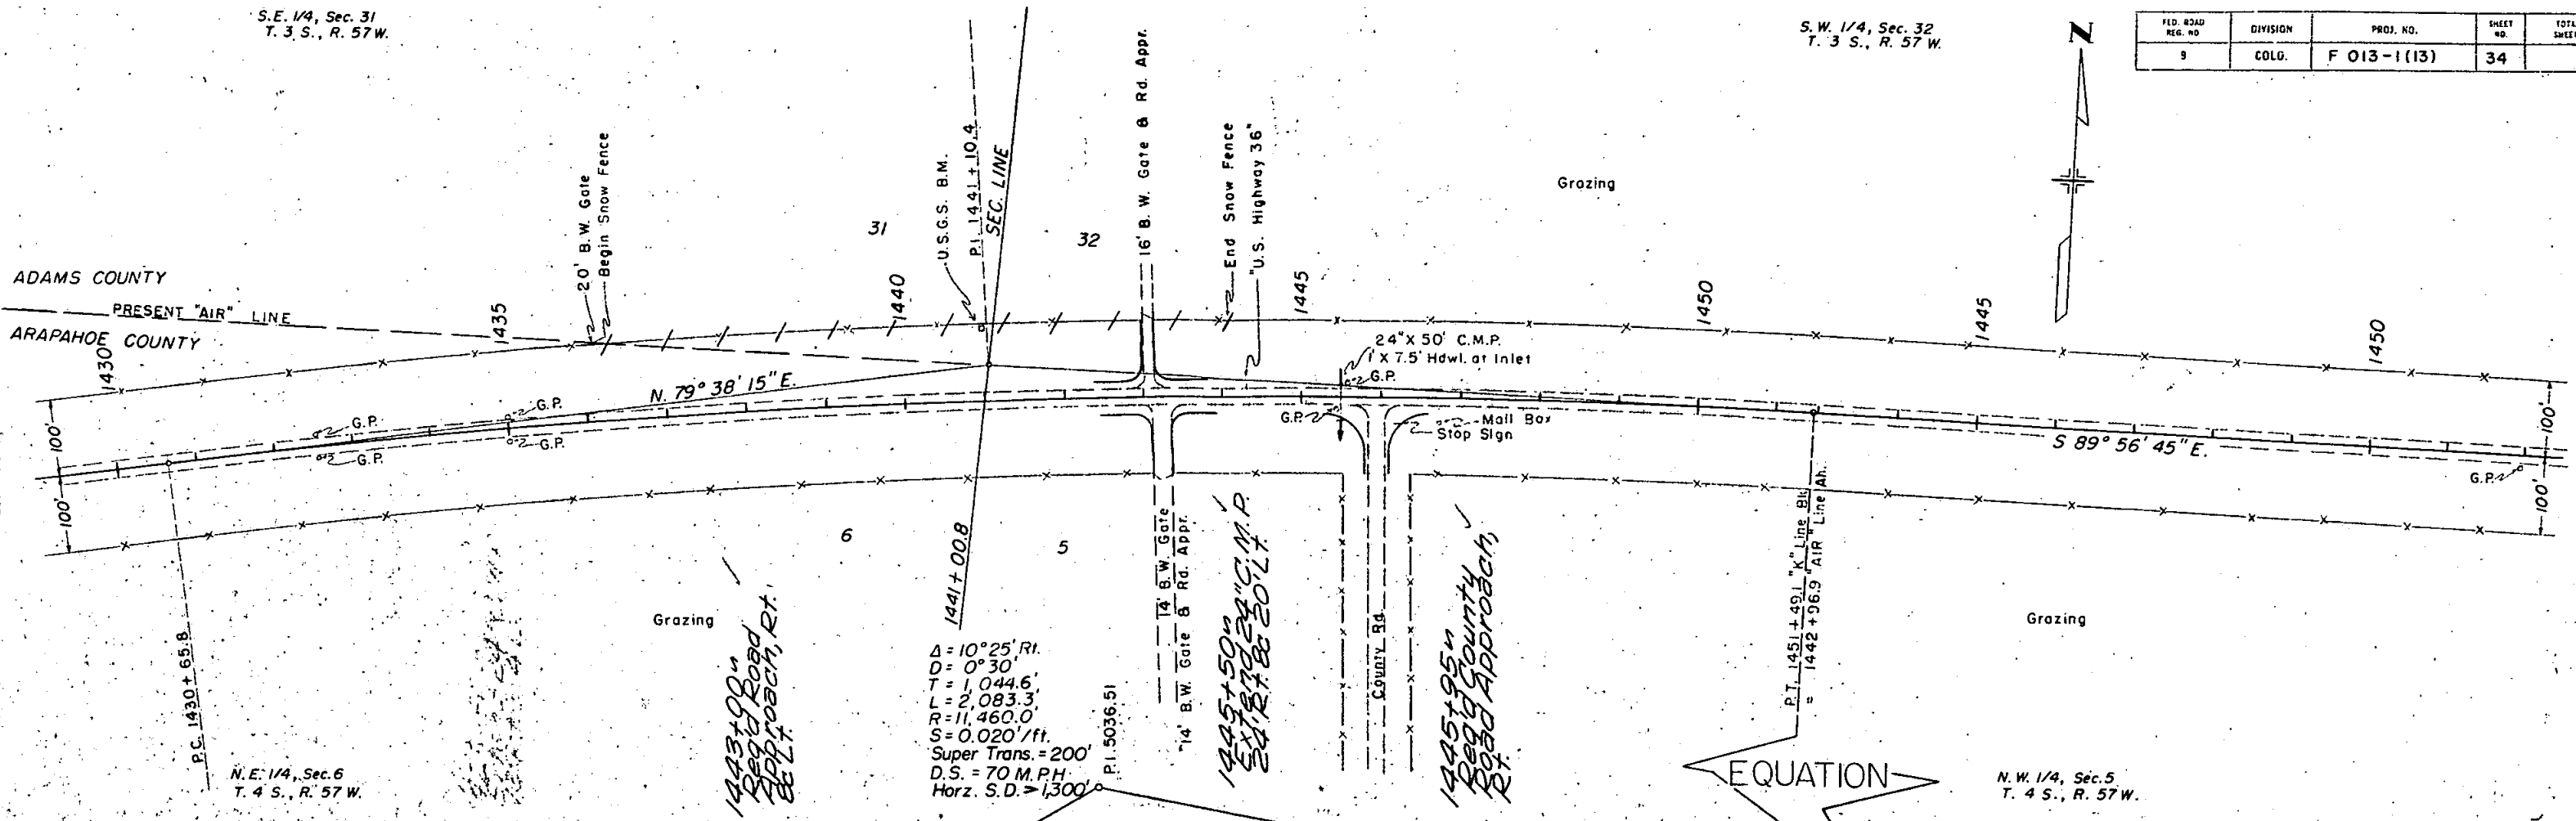 S.E. 1/4, Sec. 31
T. 3 S., R. 57 W.
S.W. 1/4, Sec. 32
T. 3 S., R. 57 W.
N
FED. ROAD REG. NO
DIVISION
PROJ. NO.
SHEET NO.
9
COLO.
F 013-1(13)
34
20' B.W. Gate
Begin Snow Fence
31
U.S.G.S. B.M.
P.I. 1441+10.4
SEC. LINE
32
16' B.W. Gate & Rd. Appr.
End Snow Fence
"U.S. Highway 36"
Grazing
ADAMS COUNTY
PRESENT "AIR" LINE
ARAPAHOE COUNTY
1430
1435
1440
1445
1450
1445
1450
24" X 50' C.M.P.
1' X 7.5' Hdwl. at Inlet
G.P.
N. 79° 38' 15" E.
G.P.
G.P.
G.P.
G.P.
G.P.
Mail Box
Stop Sign
S 89° 56' 45" E.
G.P.
100'
100'
100'
100'
P.C. 1430+65.8
6
5
1441+00.8
14' B.W. Gate
14' B.W. Gate & Rd. Appr.
County Rd.
P.T. 1451+49.1 "K" Line Bk.
= 1442+96.9 "AIR" Line Ah.
Grazing
Grazing
1443+00
Req'd Road
Approach, Rt.
& Lt.
Δ = 10°25' Rt.
D = 0°30'
T = 1,044.6'
L = 2,083.3'
R = 11,460.0'
S = 0.020'/ft.
Super Trans. = 200'
D.S. = 70 M.P.H.
Horz. S.D. > 1,300'
P.I. 5036.51
1445+50
Extend 24" C.M.P.
24' Rt. & 20' Lt.
1445+95
Req'd County
Road Approach,
Rt.
EQUATION
N.E. 1/4, Sec. 6
T. 4 S., R. 57 W.
N.W. 1/4, Sec. 5
T. 4 S., R. 57 W.